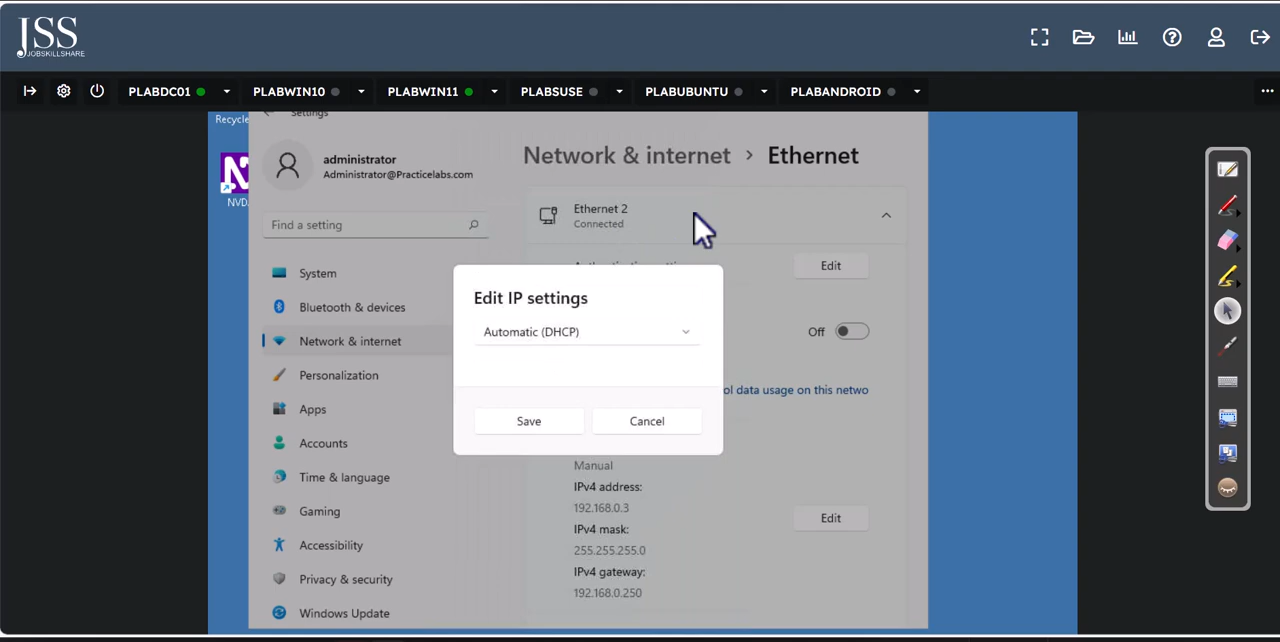 JSS
JOBSKILLSHARE
PLABDC01
PLABWIN10
PLABWIN11
PLABSUSE
PLABUBUNTU
PLABANDROID
Recycle
Settings
administrator
Administrator@Practicelabs.com
Find a setting
NVD
System
Bluetooth & devices
Network & internet
Personalization
Apps
Accounts
Time & language
Gaming
Accessibility
Privacy & security
Windows Update
Network & internet > Ethernet
Ethernet 2
Connected
Edit
Edit IP settings
Automatic (DHCP)
Off
ol data usage on this netwo
Save
Cancel
Manual
IPv4 address:
192.168.0.3
Edit
IPv4 mask:
255.255.255.0
IPv4 gateway:
192.168.0.250